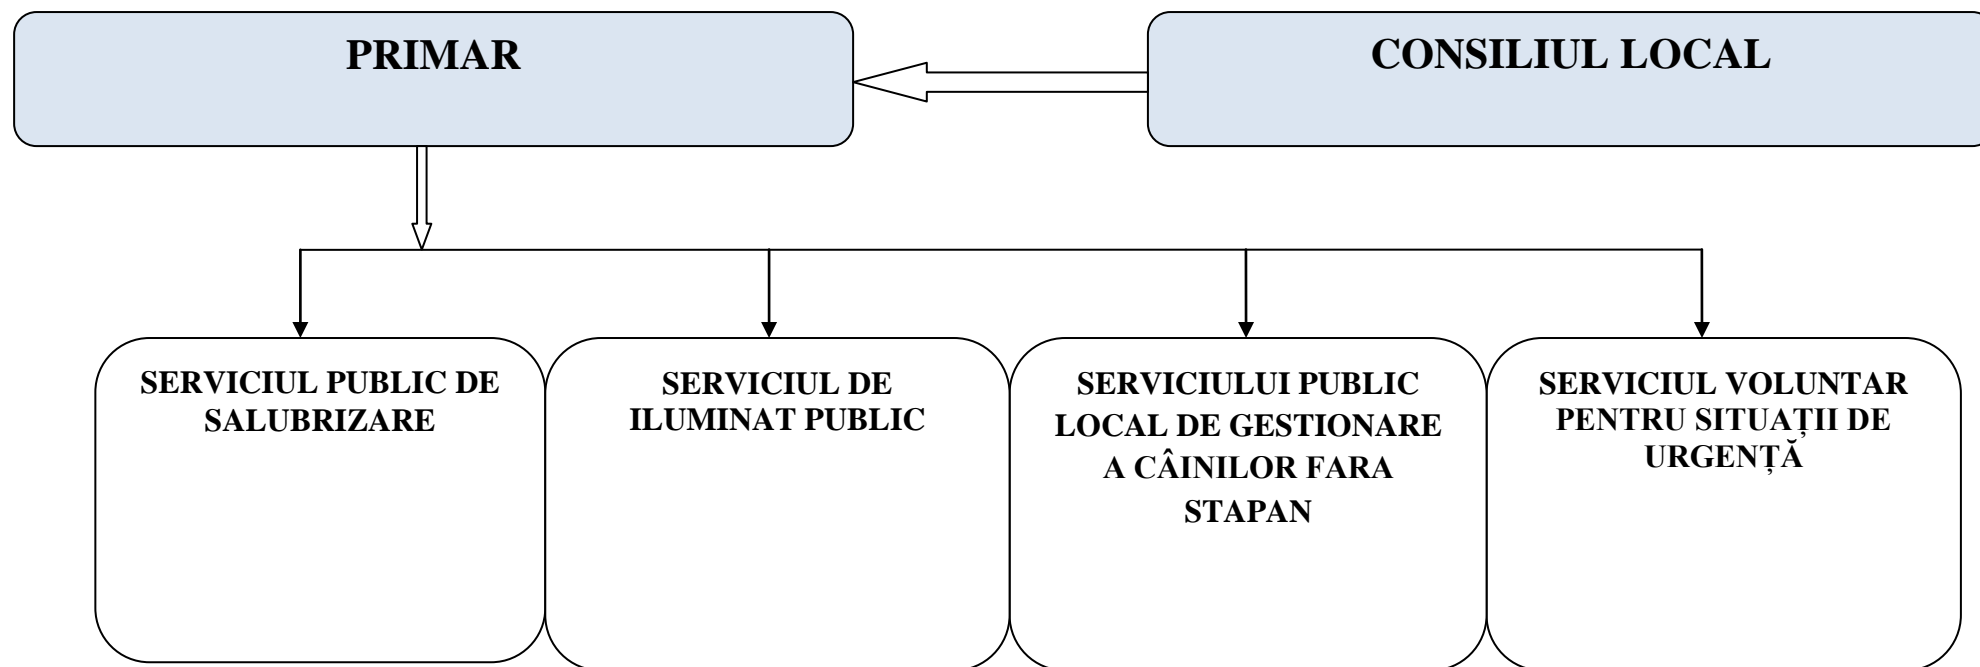 PRIMAR
CONSILIUL LOCAL
SERVICIUL PUBLIC DE
SALUBRIZARE
SERVICIUL DE
ILUMINAT PUBLIC
SERVICIULUI PUBLIC
LOCAL DE GESTIONARE
A CÂINILOR FARA
STAPAN
SERVICIUL VOLUNTAR
PENTRU SITUAȚII DE
URGENȚĂ